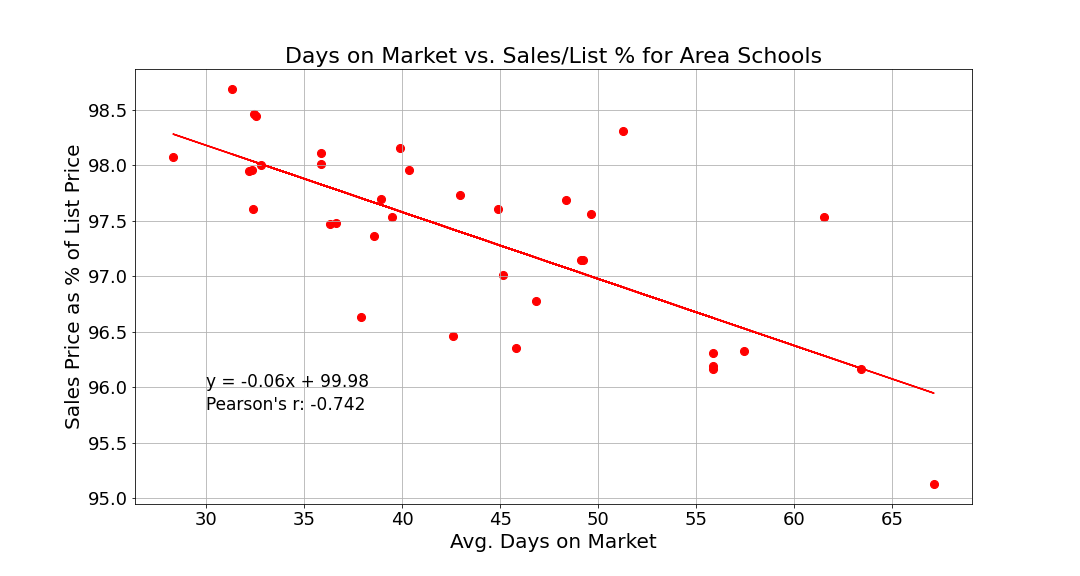 Days on Market vs. Sales/List % for Area Schools
Sales Price as % of List Price
98.5
98.0
97.5
97.0
96.5
96.0
95.5
95.0
y = -0.06x + 99.98
Pearson's r: -0.742
30 35 40 45 50 55 60 65
Avg. Days on Market